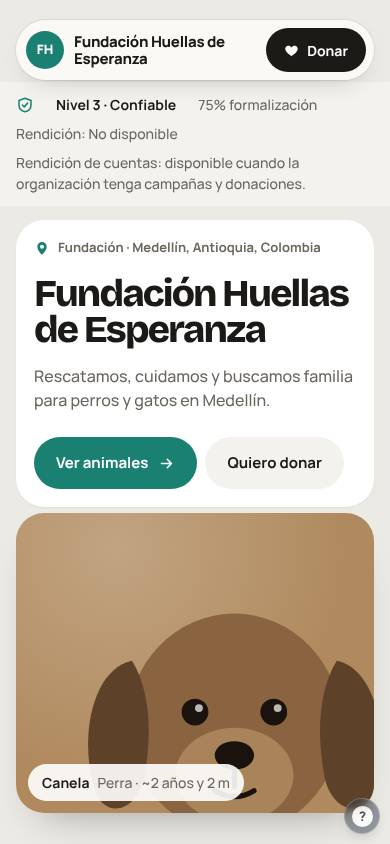 FH
Fundación Huellas de
Esperanza
Donar
Nivel 3 · Confiable 75% formalización
Rendición: No disponible
Rendición de cuentas: disponible cuando la
organización tenga campañas y donaciones.
Fundación · Medellín, Antioquia, Colombia
Fundación Huellas
de Esperanza
Rescatamos, cuidamos y buscamos familia
para perros y gatos en Medellín.
Ver animales →
Quiero donar
Canela Perra · ~2 años y 2 m
?